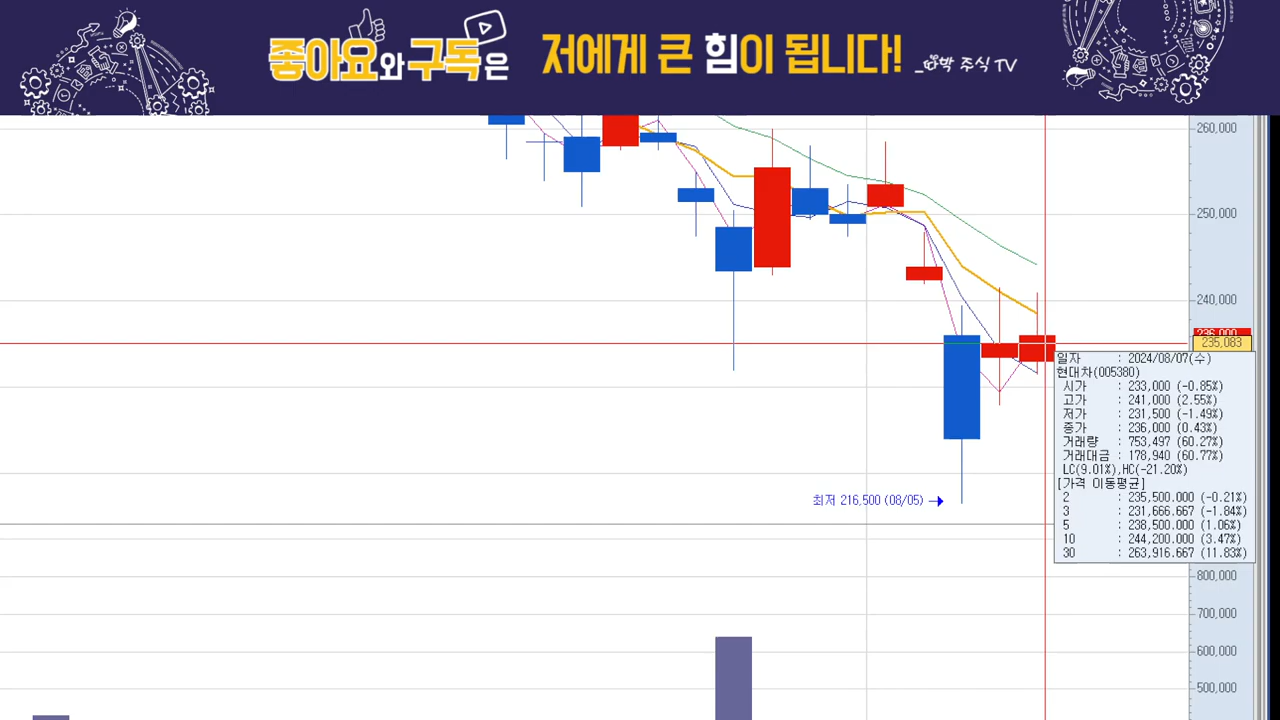 좋아요와구독은 저에게 큰 힘이 됩니다! _호박 주식 TV
260,000
250,000
240,000
236,000
235,083
일자 : 2024/08/07(수)
현대차(005380)
시가 : 233,000 (-0.85%)
고가 : 241,000 (2.55%)
저가 : 231,500 (-1.49%)
종가 : 236,000 (0.43%)
거래량 : 753,497 (60.27%)
거래대금 : 178,940 (60.77%)
LC(9.01%),HC(-21.20%)
[가격 이동평균]
2 : 235,500.000 (-0.21%)
3 : 231,666.667 (-1.84%)
5 : 238,500.000 (1.06%)
10 : 244,200.000 (3.47%)
30 : 263,916.667 (11.83%)
최저 216,500 (08/05)
800,000
700,000
600,000
500,000